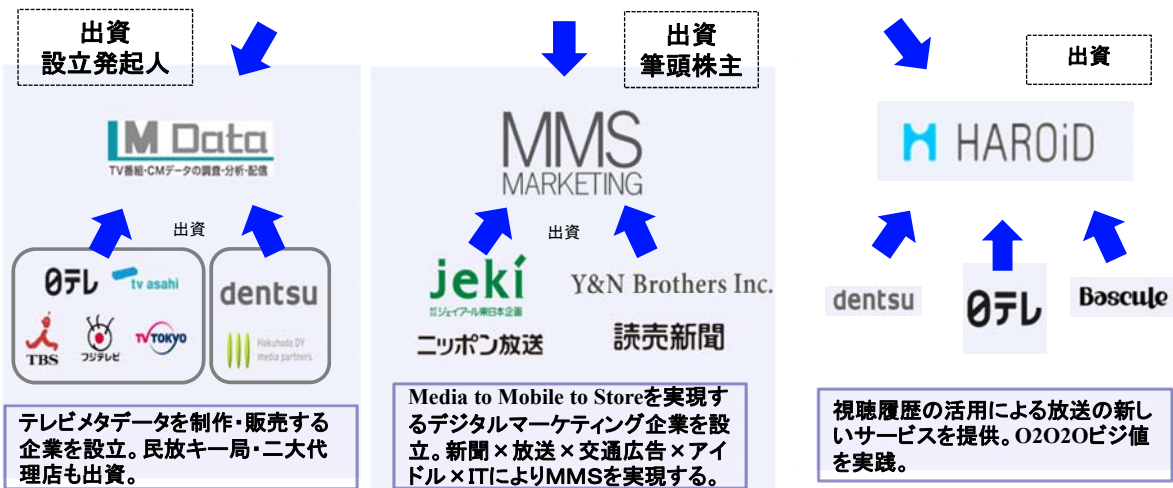 出資
設立発起人
M Data
TV番組・CMデータの調査・分析・配信
出資
日テレ
tv asahi
TBS
フジテレビ
TV TOKYO
dentsu
Hakuhodo DY
media partners
テレビメタデータを制作・販売する
企業を設立。民放キー局・二大代
理店も出資。
出資
筆頭株主
MMS
MARKETING
出資
jeki
株式会社ジェイアール東日本企画
Y&N Brothers Inc.
ニッポン放送
読売新聞
Media to Mobile to Storeを実現す
るデジタルマーケティング企業を設
立。新聞×放送×交通広告×アイ
ドル×ITによりMMSを実現する。
出資
HAROiD
dentsu
日テレ
Bascule
視聴履歴の活用による放送の新し
いサービスを提供。O2O2Oビジ値
を実践。